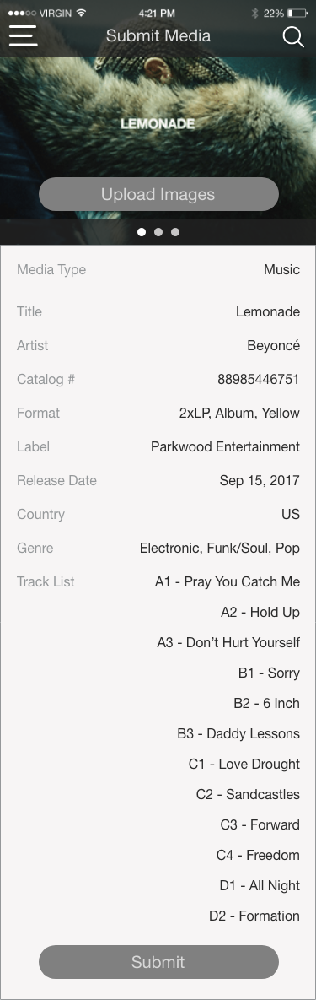 VIRGIN 4:21 PM 22%
Submit Media
LEMONADE
Upload Images
Media Type Music
Title Lemonade
Artist Beyoncé
Catalog # 88985446751
Format 2xLP, Album, Yellow
Label Parkwood Entertainment
Release Date Sep 15, 2017
Country US
Genre Electronic, Funk/Soul, Pop
Track List A1 - Pray You Catch Me
A2 - Hold Up
A3 - Don’t Hurt Yourself
B1 - Sorry
B2 - 6 Inch
B3 - Daddy Lessons
C1 - Love Drought
C2 - Sandcastles
C3 - Forward
C4 - Freedom
D1 - All Night
D2 - Formation
Submit